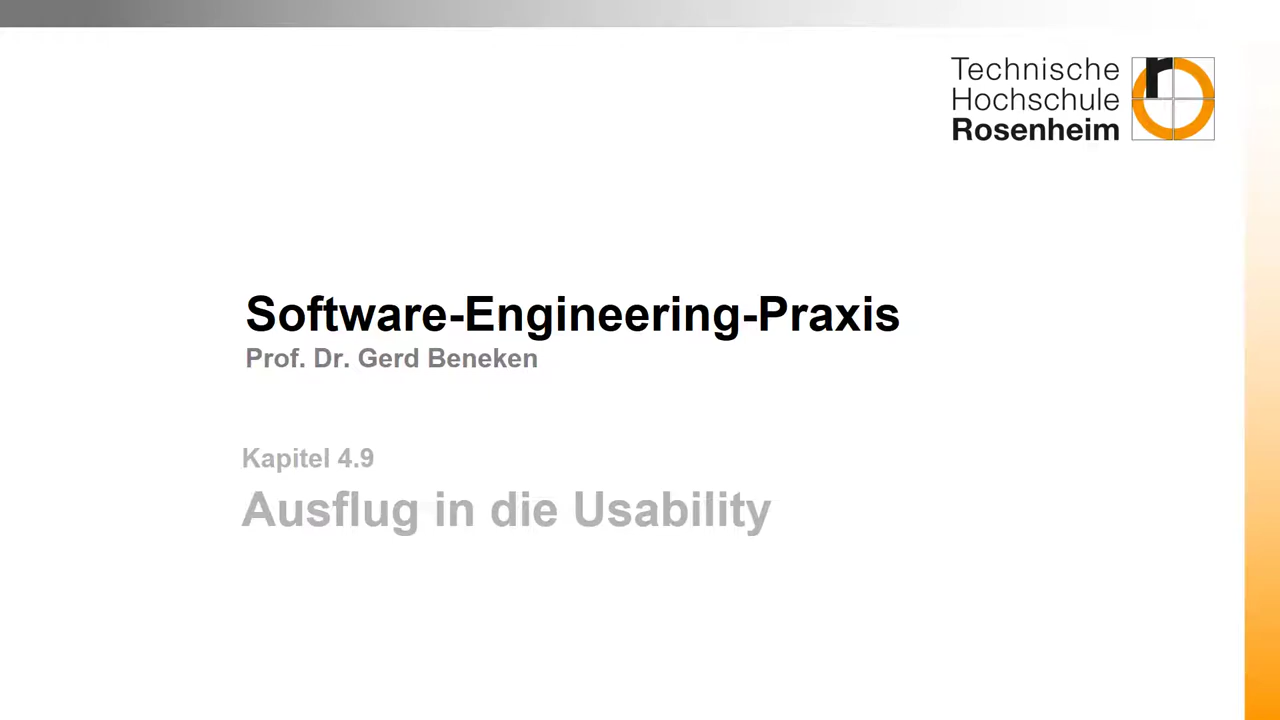 Technische
Hochschule
Rosenheim
Software-Engineering-Praxis
Prof. Dr. Gerd Beneken
Kapitel 4.9
Ausflug in die Usability